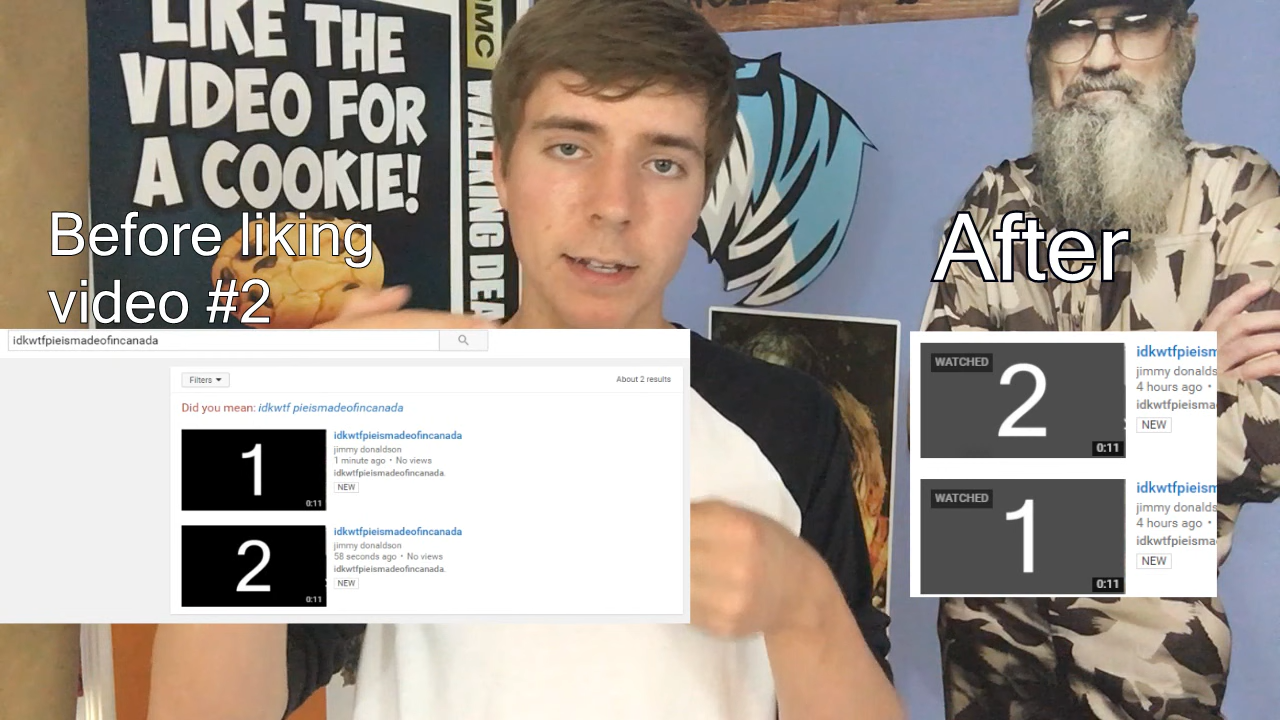 LIKE THE
VIDEO FOR
A COOKIE!
AMC
WALKING DEA
Before liking
video #2
After
idkwtfpieismadeofincanada
Filters
About 2 results
Did you mean: idkwtf pieismadeofincanada
1
0:11
idkwtfpieismadeofincanada
jimmy donaldson
1 minute ago • No views
idkwtfpieismadeofincanada.
NEW
2
0:11
idkwtfpieismadeofincanada
jimmy donaldson
58 seconds ago • No views
idkwtfpieismadeofincanada.
NEW
WATCHED
2
0:11
idkwtfpieism
jimmy donalds
4 hours ago •
idkwtfpieisma
NEW
WATCHED
1
0:11
idkwtfpieism
jimmy donalds
4 hours ago •
idkwtfpieisma
NEW